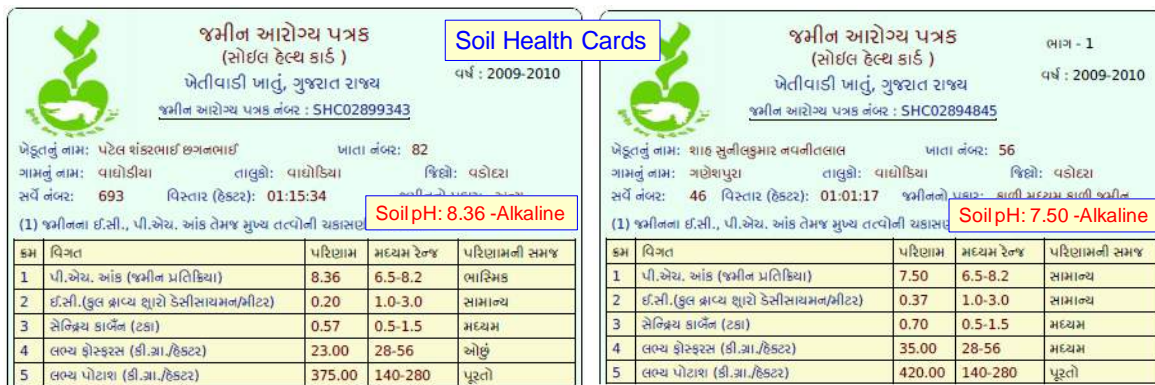 Soil Health Cards
જમીન આરોગ્ય પત્રક
(સોઈલ હેલ્થ કાર્ડ )
ખેતીવાડી ખાતું, ગુજરાત રાજ્ય
વર્ષ : 2009-2010
જમીન આરોગ્ય પત્રક નંબર : SHC02899343
ખેડૂતનું નામ: પટેલ શંકરભાઈ છગનભાઈ ખાતા નંબર: 82
ગામનું નામ: વાઘોડીયા તાલુકો: વાઘોડિયા જિલ્લો: વડોદરા
સર્વે નંબર: 693 વિસ્તાર (હેક્ટર): 01:15:34
Soil pH: 8.36 -Alkaline
(1) જમીનના ઈ.સી., પી.એચ. આંક તેમજ મુખ્ય તત્વોની ચકાસણ
ક્રમ વિગત પરિણામ મધ્યમ રેન્જ પરિણામની સમજ
1 પી.એચ. આંક (જમીન પ્રતિક્રિયા) 8.36 6.5-8.2 ભાસ્મિક
2 ઈ.સી.(કુલ દ્રાવ્ય ક્ષારો ડેસીસાયમન/મીટર) 0.20 1.0-3.0 સામાન્ય
3 સેન્દ્રિય કાર્બન (ટકા) 0.57 0.5-1.5 મધ્યમ
4 લભ્ય ફોસ્ફરસ (કી.ગ્રા./હેક્ટર) 23.00 28-56 ઓછું
5 લભ્ય પોટાશ (કી.ગ્રા./હેક્ટર) 375.00 140-280 પૂરતો
જમીન આરોગ્ય પત્રક
ભાગ - 1
(સોઈલ હેલ્થ કાર્ડ )
ખેતીવાડી ખાતું, ગુજરાત રાજ્ય
વર્ષ : 2009-2010
જમીન આરોગ્ય પત્રક નંબર : SHC02894845
ખેડૂતનું નામ: શાહ સુનીલકુમાર નવનીતલાલ ખાતા નંબર: 56
ગામનું નામ: ગણેશપુરા તાલુકો: વાઘોડિયા જિલ્લો: વડોદરા
સર્વે નંબર: 46 વિસ્તાર (હેક્ટર): 01:01:17 જમીનનો પ્રકાર: કાળી મધ્યમ કાળી જમીન
Soil pH: 7.50 -Alkaline
(1) જમીનના ઈ.સી., પી.એચ. આંક તેમજ મુખ્ય તત્વોની ચકાસણ
ક્રમ વિગત પરિણામ મધ્યમ રેન્જ પરિણામની સમજ
1 પી.એચ. આંક (જમીન પ્રતિક્રિયા) 7.50 6.5-8.2 સામાન્ય
2 ઈ.સી.(કુલ દ્રાવ્ય ક્ષારો ડેસીસાયમન/મીટર) 0.37 1.0-3.0 સામાન્ય
3 સેન્દ્રિય કાર્બન (ટકા) 0.70 0.5-1.5 મધ્યમ
4 લભ્ય ફોસ્ફરસ (કી.ગ્રા./હેક્ટર) 35.00 28-56 મધ્યમ
5 લભ્ય પોટાશ (કી.ગ્રા./હેક્ટર) 420.00 140-280 પૂરતો